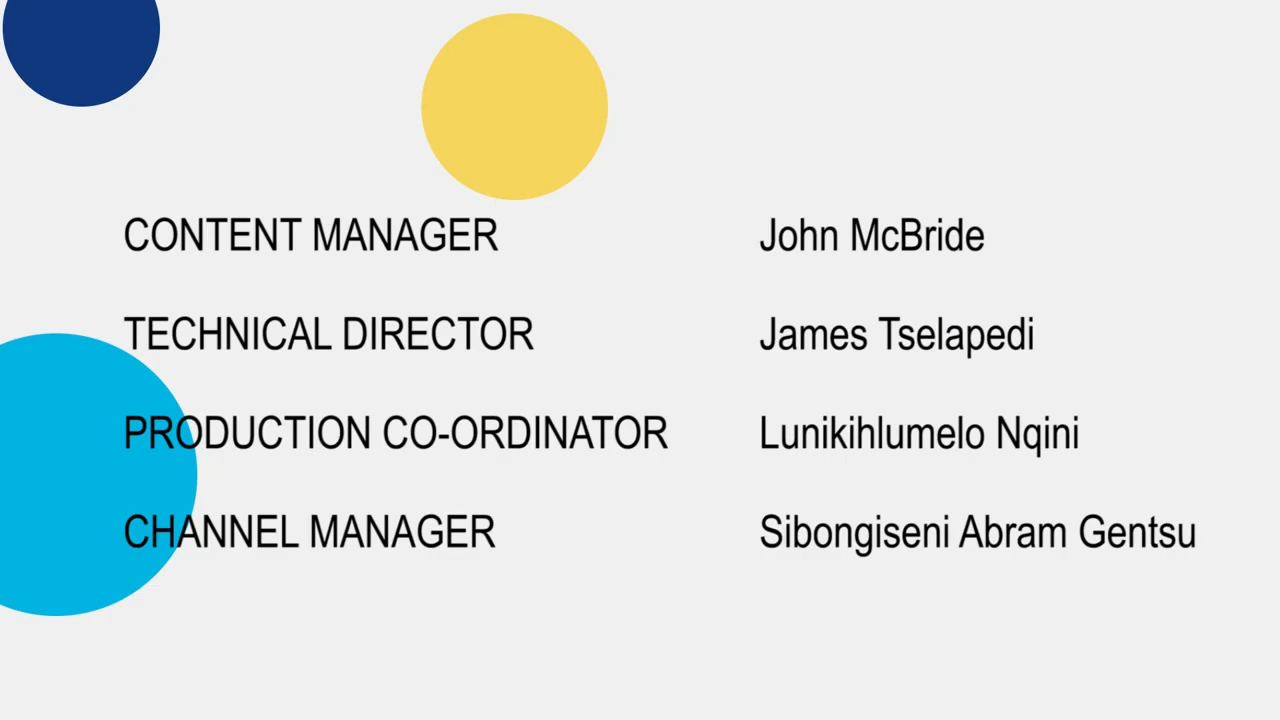 CONTENT MANAGER John McBride
TECHNICAL DIRECTOR James Tselapedi
PRODUCTION CO-ORDINATOR Lunikihlumelo Nqini
CHANNEL MANAGER Sibongiseni Abram Gentsu